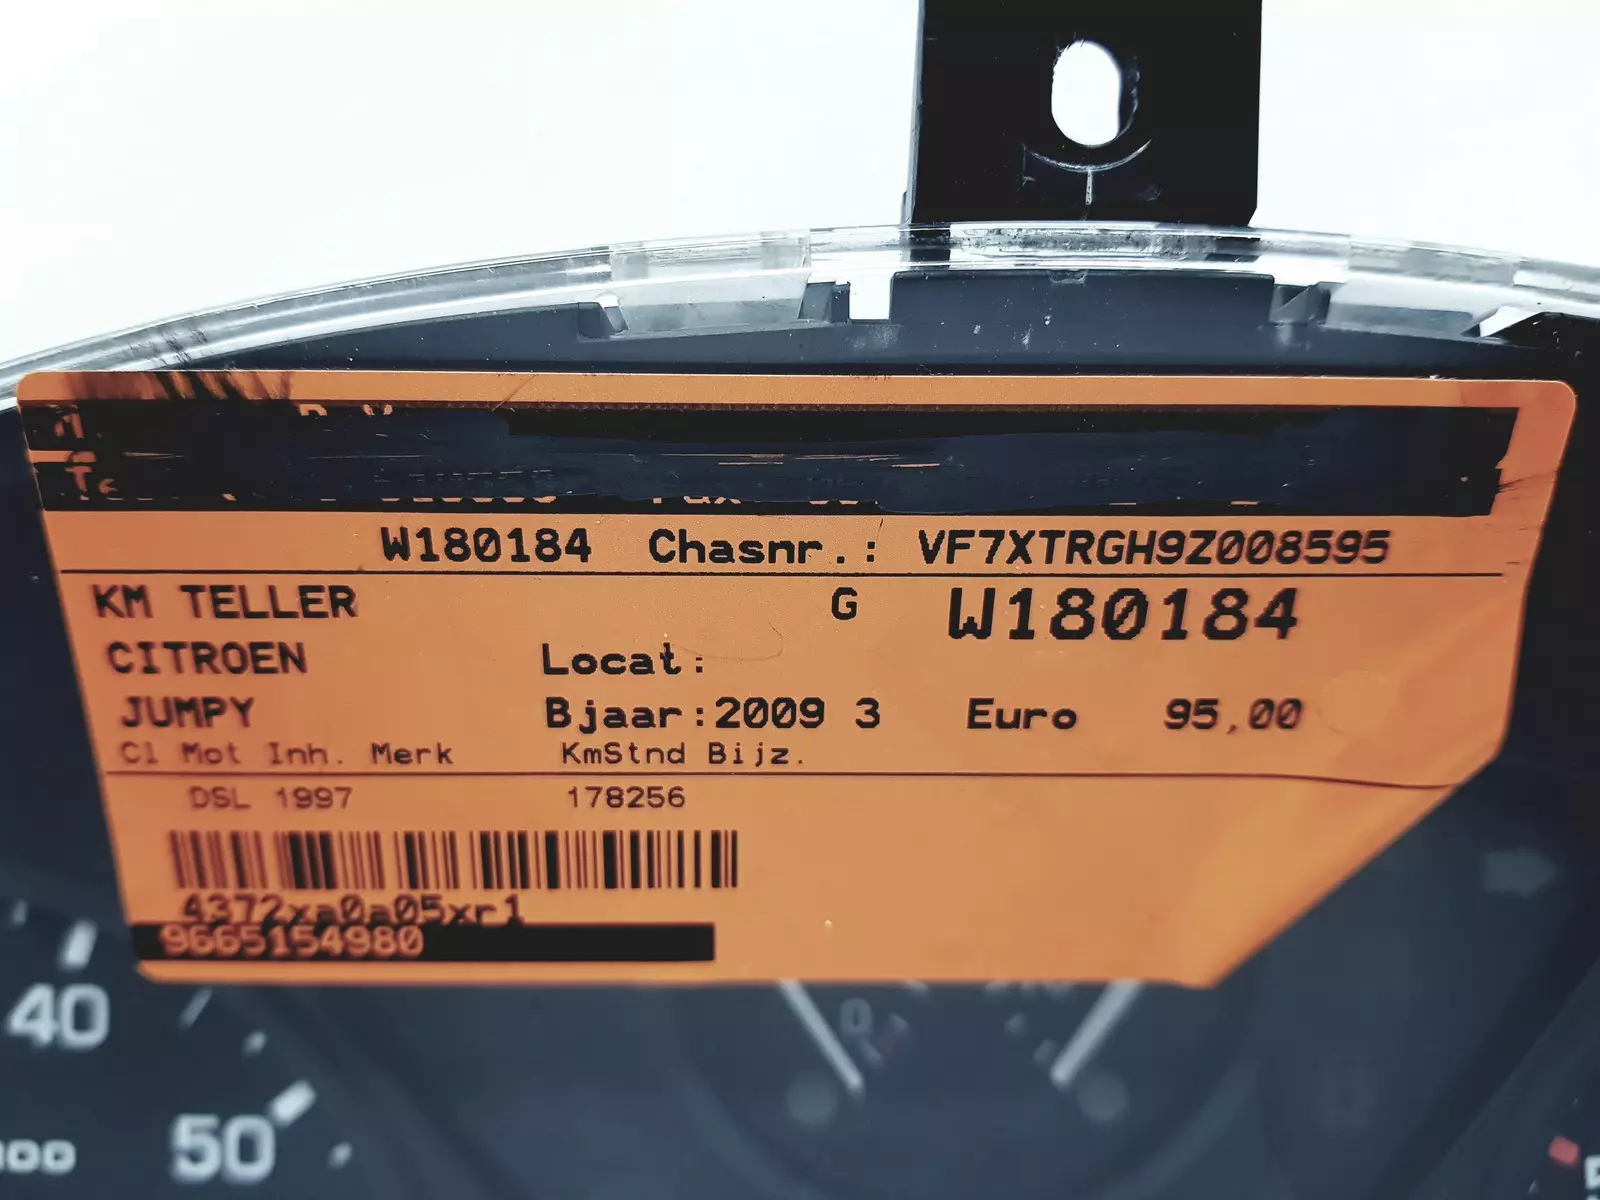 W180184 Chasnr.: VF7XTRGH9Z008595
KM TELLER G W180184
CITROEN Locat:
JUMPY Bjaar:2009 3 Euro 95,00
Cl Mot Inh. Merk KmStnd Bijz.
DSL 1997 178256
4372xa0a05xr1
9665154980
40
50
0